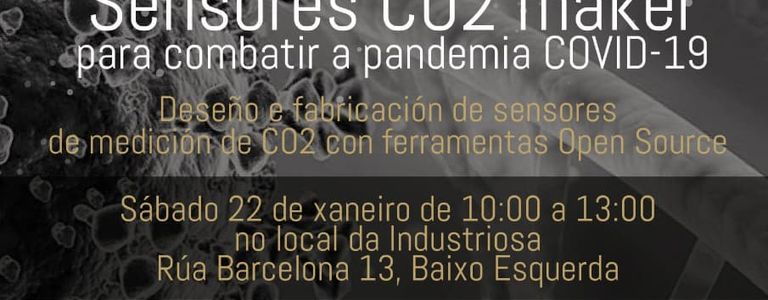 Sensores CO2 maker
para combatir a pandemia COVID-19
Deseño e fabricación de sensores
de medición de CO2 con ferramentas Open Source
Sábado 22 de xaneiro de 10:00 a 13:00
no local da Industriosa
Rúa Barcelona 13, Baixo Esquerda